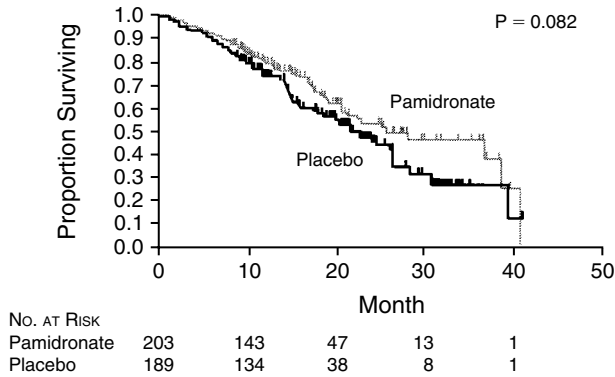 P = 0.082
Proportion Surviving
1.0
0.9
0.8
0.7
0.6
0.5
0.4
0.3
0.2
0.1
0.0
Pamidronate
Placebo
0 10 20 30 40 50
Month
NO. AT RISK
Pamidronate 203 143 47 13 1
Placebo 189 134 38 8 1